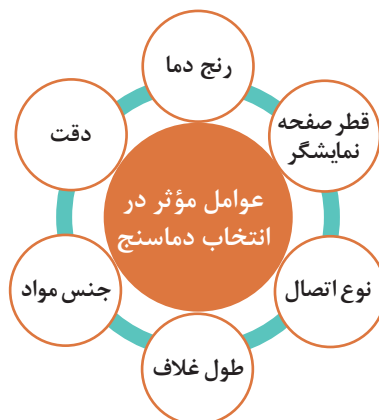 رنج دما
قطر صفحه
نمایشگر
دقت
عوامل مؤثر در
انتخاب دماسنج
نوع اتصال
جنس مواد
طول غلاف